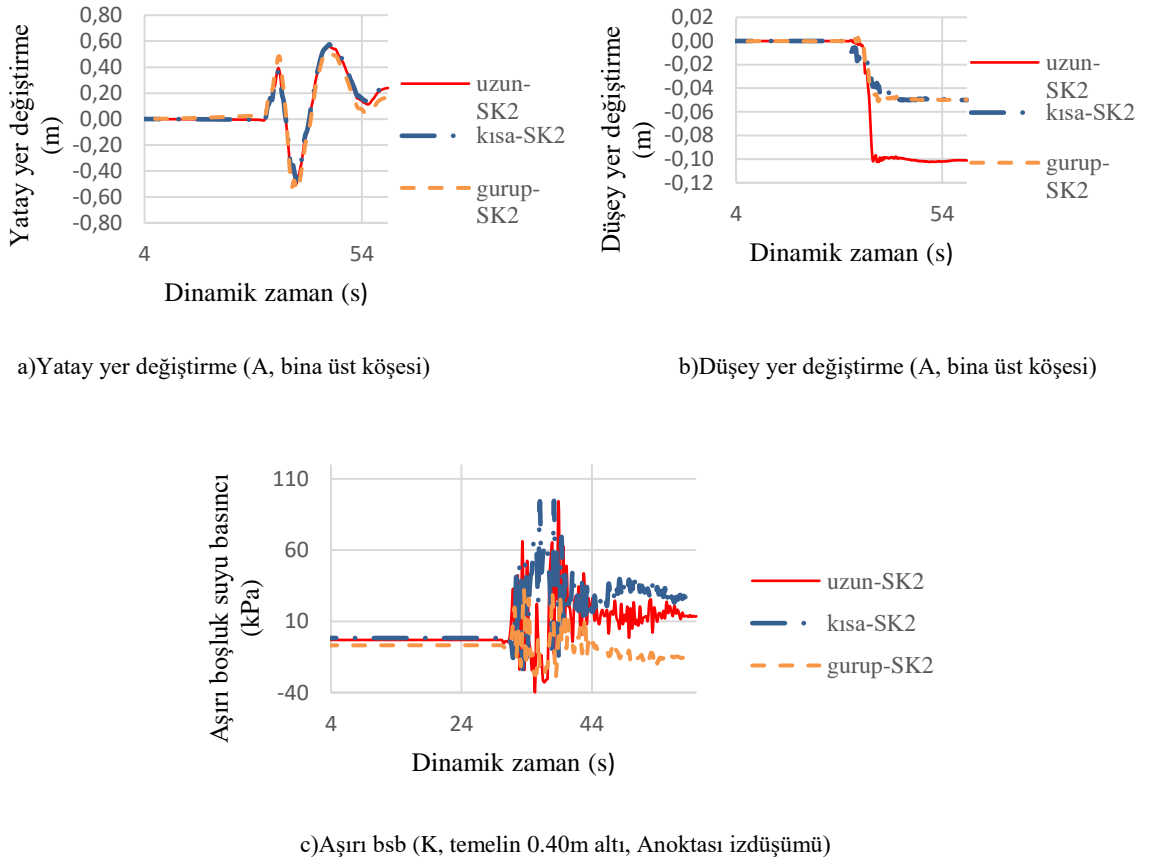 0,80
0,60
0,40
0,20
0,00
-0,20
-0,40
-0,60
-0,80
Yatay yer değiştirme
(m)
4
54
Dinamik zaman (s)
uzun-
SK2
kısa-SK2
gurup-
SK2
0,02
0,00
-0,02
-0,04
-0,06
-0,08
-0,10
-0,12
Düşey yer değiştirme
(m)
4
54
Dinamik zaman (s)
uzun-
SK2
kısa-SK2
gurup-
SK2
a)Yatay yer değiştirme (A, bina üst köşesi)
b)Düşey yer değiştirme (A, bina üst köşesi)
110
60
10
-40
Aşırı boşluk suyu basıncı
(kPa)
4
24
44
Dinamik zaman (s)
uzun-SK2
kısa-SK2
gurup-SK2
c)Aşırı bsb (K, temelin 0.40m altı, Anoktası izdüşümü)